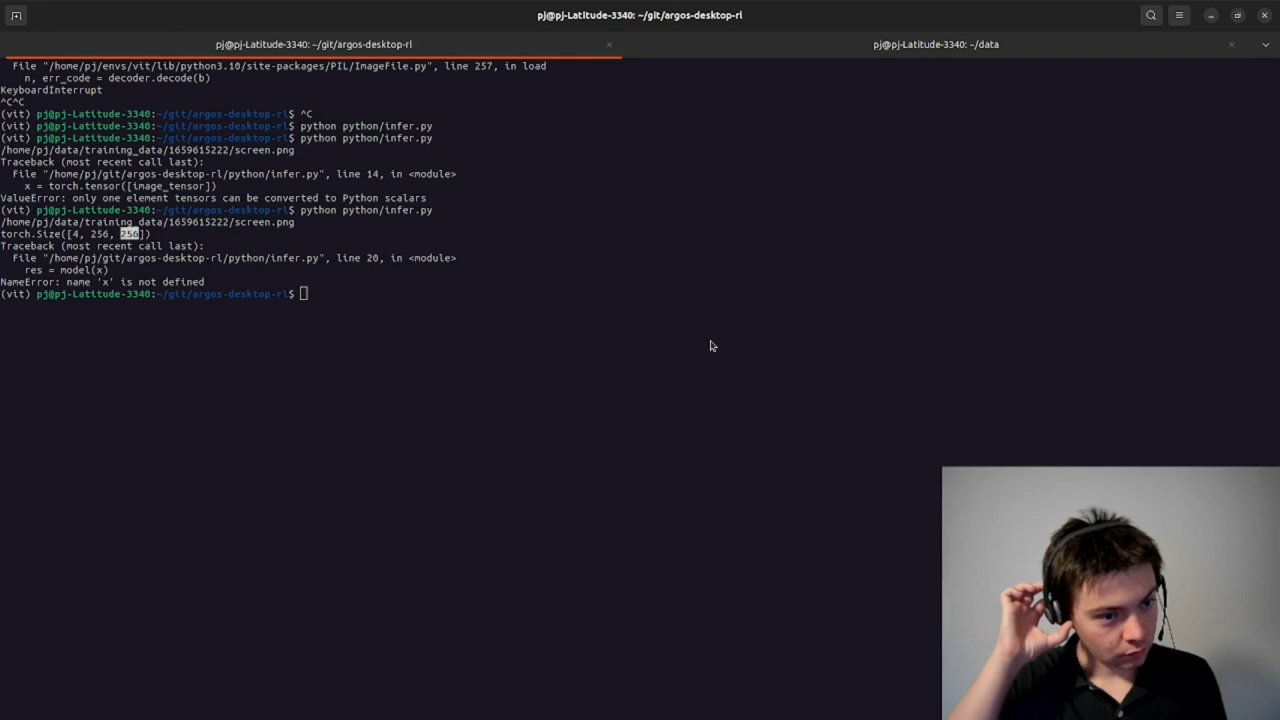 pj@pj-Latitude-3340: ~/git/argos-desktop-rl
pj@pj-Latitude-3340: ~/git/argos-desktop-rl
pj@pj-Latitude-3340: ~/data
File "/home/pj/envs/vit/lib/python3.10/site-packages/PIL/ImageFile.py", line 257, in load
n, err_code = decoder.decode(b)
KeyboardInterrupt
^C^C
(vit) pj@pj-Latitude-3340:~/git/argos-desktop-rl$ ^C
(vit) pj@pj-Latitude-3340:~/git/argos-desktop-rl$ python python/infer.py
(vit) pj@pj-Latitude-3340:~/git/argos-desktop-rl$ python python/infer.py
/home/pj/data/training_data/1659615222/screen.png
Traceback (most recent call last):
File "/home/pj/git/argos-desktop-rl/python/infer.py", line 14, in <module>
x = torch.tensor([image_tensor])
ValueError: only one element tensors can be converted to Python scalars
(vit) pj@pj-Latitude-3340:~/git/argos-desktop-rl$ python python/infer.py
/home/pj/data/training_data/1659615222/screen.png
torch.Size([4, 256, 256])
Traceback (most recent call last):
File "/home/pj/git/argos-desktop-rl/python/infer.py", line 20, in <module>
res = model(x)
NameError: name 'x' is not defined
(vit) pj@pj-Latitude-3340:~/git/argos-desktop-rl$